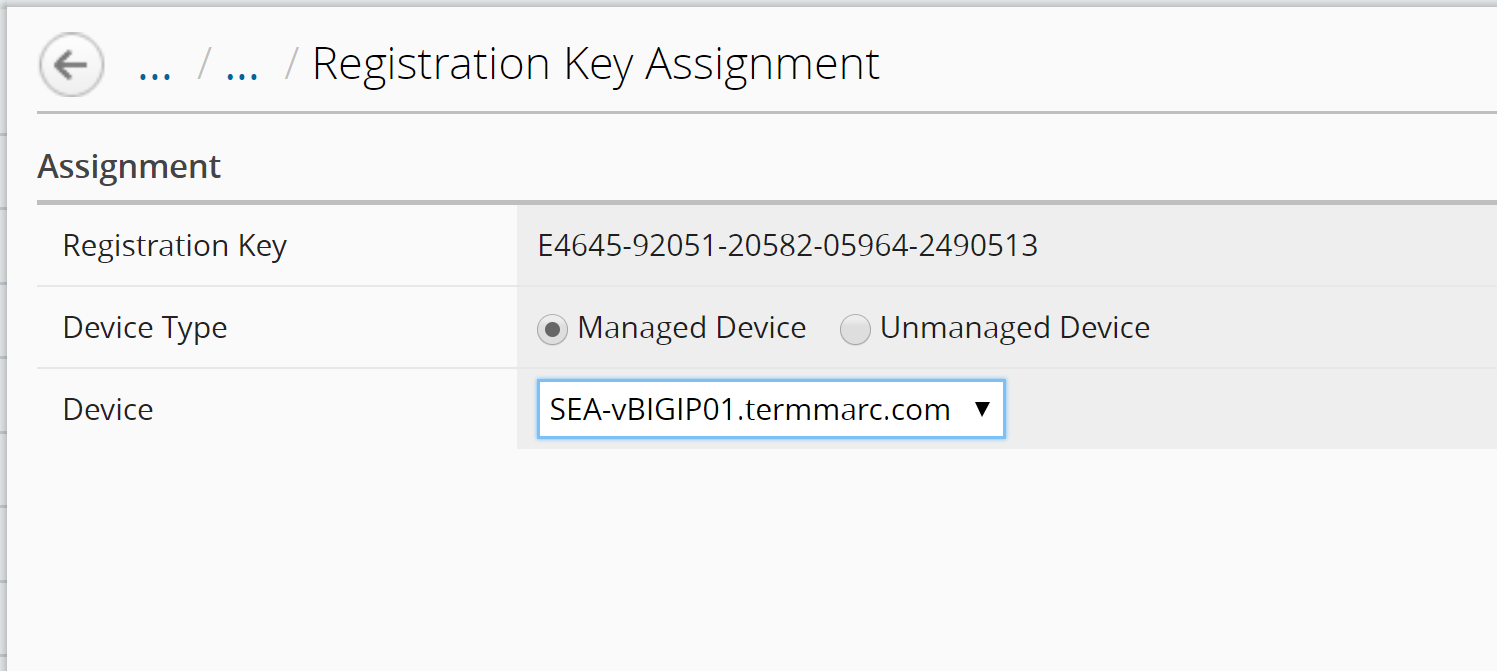 ... / ... / Registration Key Assignment
Assignment
Registration Key E4645-92051-20582-05964-2490513
Device Type Managed Device Unmanaged Device
Device SEA-vBIGIP01.termmarc.com